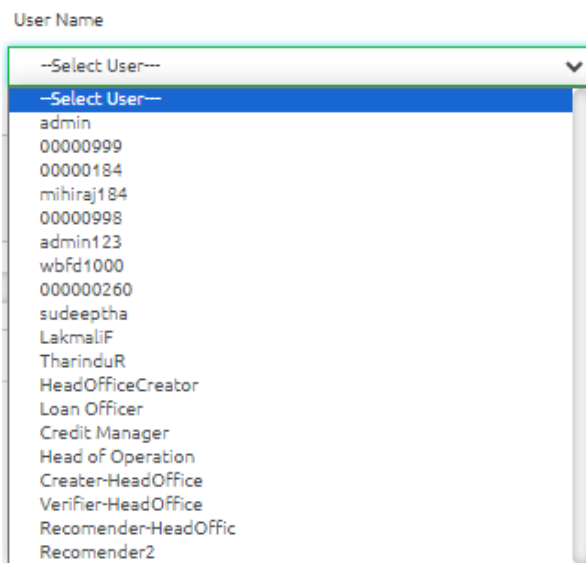 User Name
--Select User---
--Select User---
admin
00000999
00000184
mihiraj184
00000998
admin123
wbfd1000
000000260
sudeeptha
LakmaliF
TharinduR
HeadOfficeCreator
Loan Officer
Credit Manager
Head of Operation
Creater-HeadOffice
Verifier-HeadOffice
Recomender-HeadOffic
Recomender2